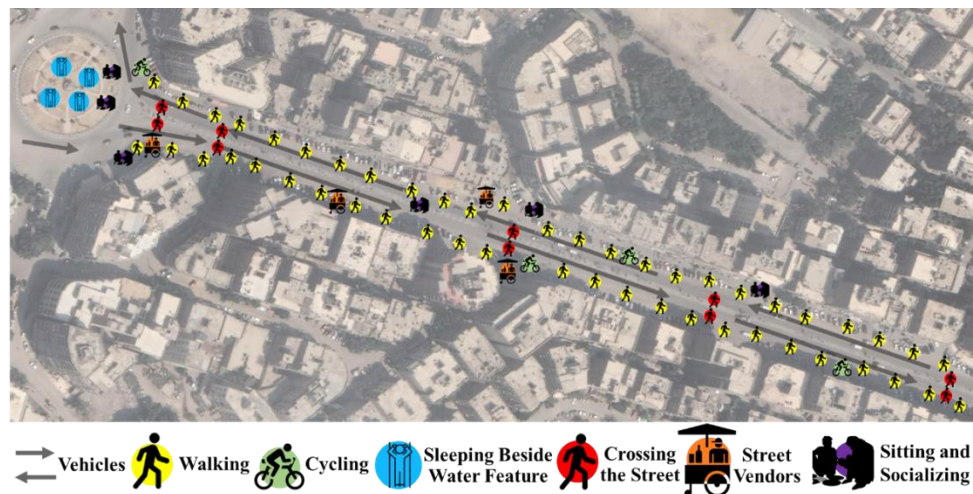 Vehicles
Walking
Cycling
Sleeping Beside
Water Feature
Crossing
the Street
Street
Vendors
Sitting and
Socializing